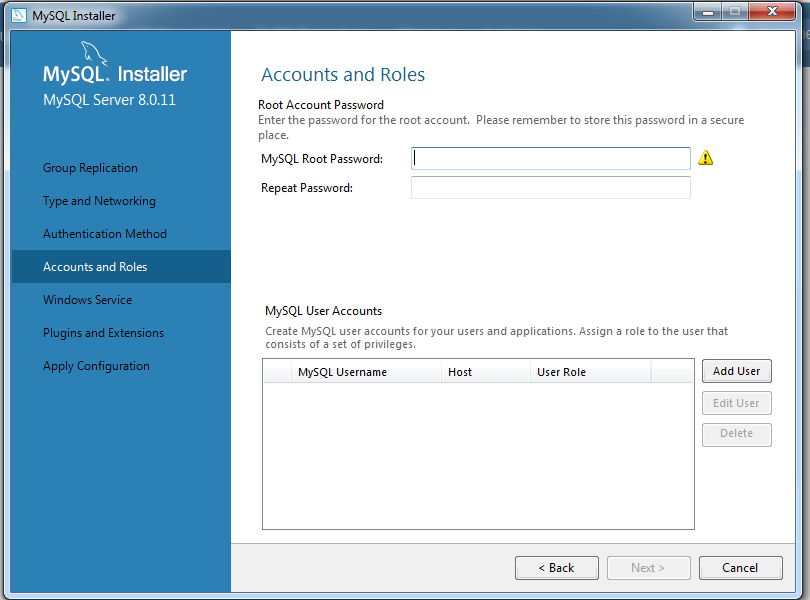 MySQL Installer
MySQL. Installer
MySQL Server 8.0.11
Group Replication
Type and Networking
Authentication Method
Accounts and Roles
Windows Service
Plugins and Extensions
Apply Configuration
Accounts and Roles
Root Account Password
Enter the password for the root account.  Please remember to store this password in a secure
place.
MySQL Root Password:
Repeat Password:
MySQL User Accounts
Create MySQL user accounts for your users and applications. Assign a role to the user that
consists of a set of privileges.
MySQL Username Host User Role
Add User
Edit User
Delete
< Back Next > Cancel